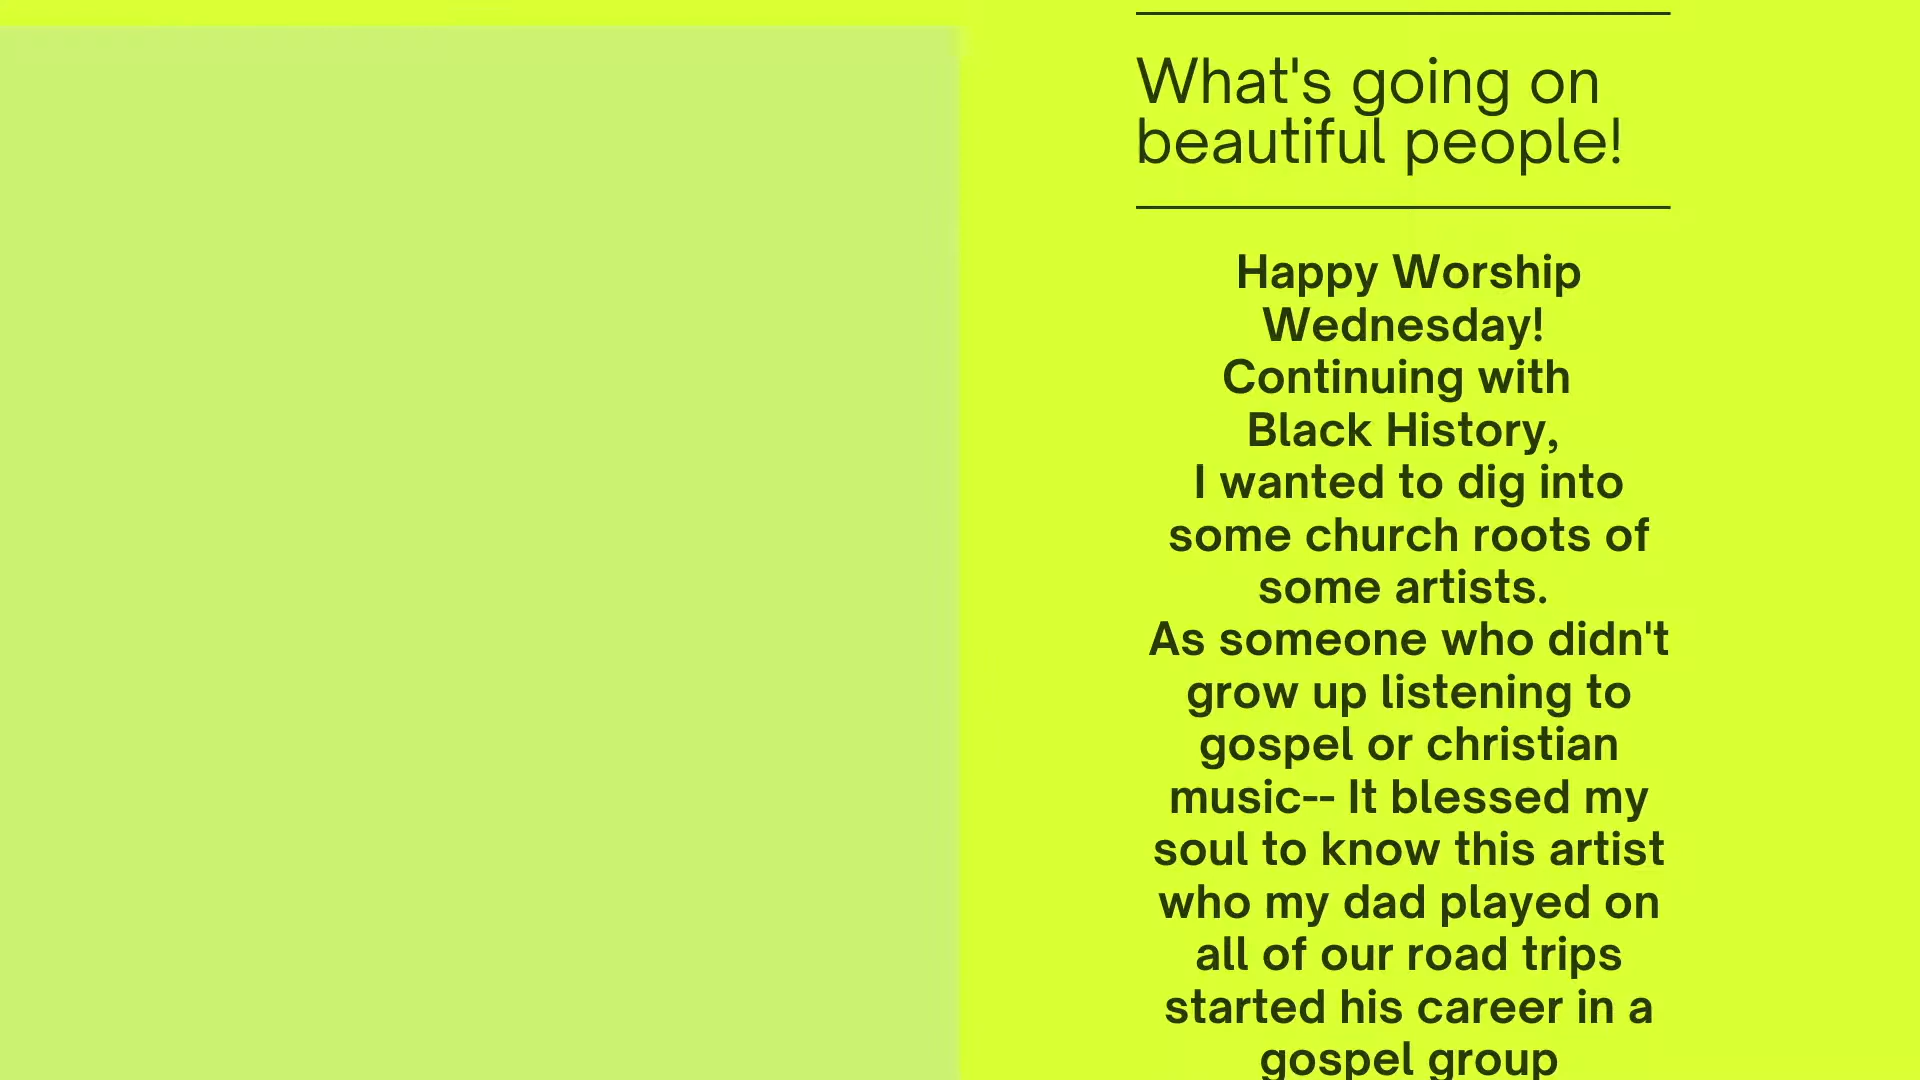 What's going on
beautiful people!
Happy Worship
Wednesday!
Continuing with
Black History,
I wanted to dig into
some church roots of
some artists.
As someone who didn't
grow up listening to
gospel or christian
music-- It blessed my
soul to know this artist
who my dad played on
all of our road trips
started his career in a
gospel group